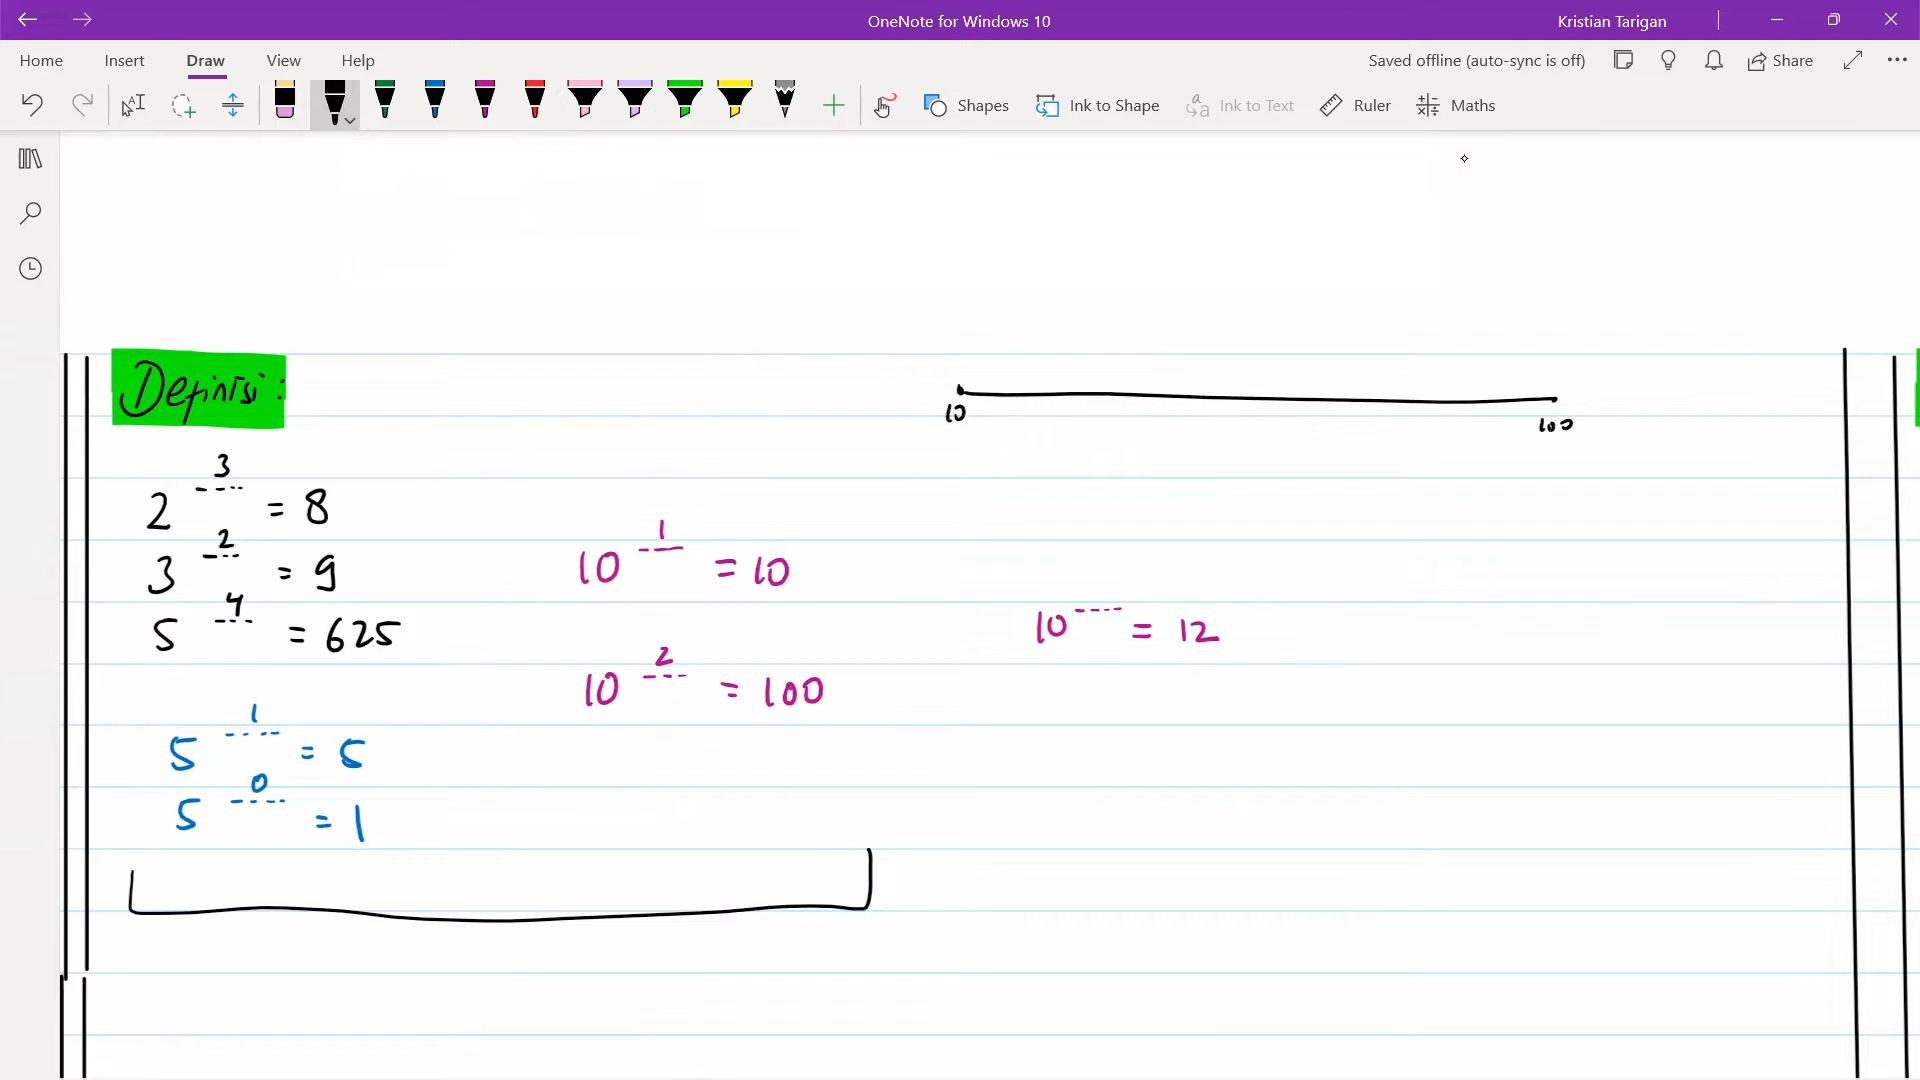 OneNote for Windows 10
Kristian Tarigan
Home Insert Draw View Help
Saved offline (auto-sync is off) Share
Shapes Ink to Shape Ink to Text Ruler Maths
Definisi:
10 100
2 3 = 8
3 2 = 9
5 4 = 625
10 1 = 10
10 ---- = 12
10 2 = 100
5 1 = 5
5 0 = 1